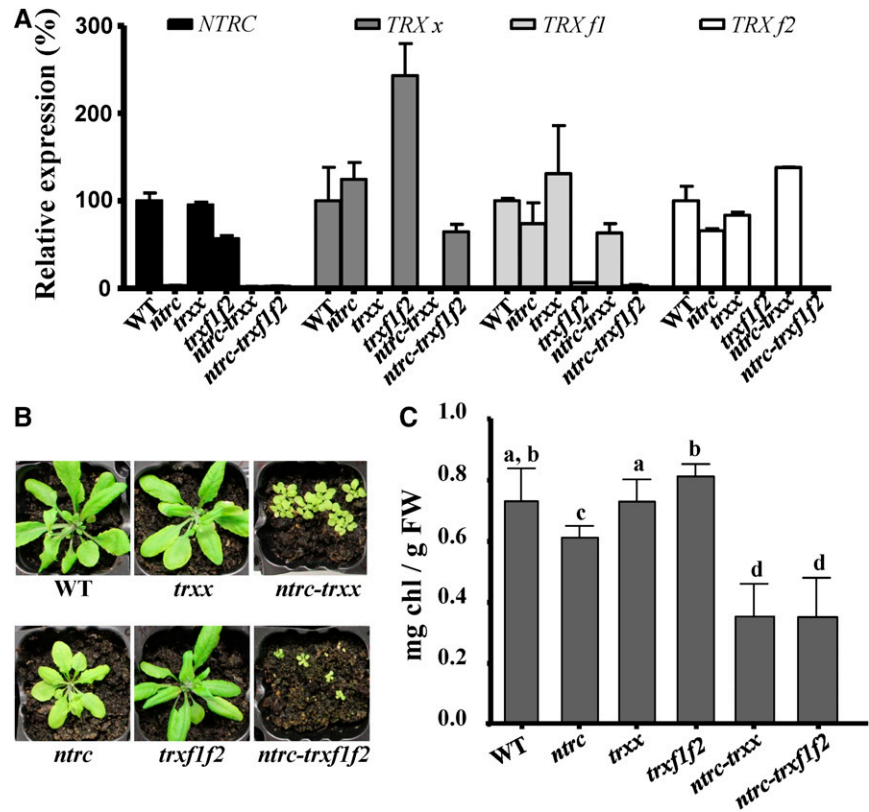 A
NTRC
TRX x
TRX f1
TRX f2
Relative expression (%)
300
200
100
0
WT
ntrc
trxx
trxf1f2
ntrc-trxx
ntrc-trxf1f2
WT
ntrc
trxx
trxf1f2
ntrc-trxx
ntrc-trxf1f2
WT
ntrc
trxx
trxf1f2
ntrc-trxx
ntrc-trxf1f2
WT
ntrc
trxx
trxf1f2
ntrc-trxx
ntrc-trxf1f2
B
WT
trxx
ntrc-trxx
ntrc
trxf1f2
ntrc-trxf1f2
C
mg chl / g FW
1.0
0.8
0.6
0.4
0.2
0.0
a, b
c
a
b
d
d
WT
ntrc
trxx
trxf1f2
ntrc-trxx
ntrc-trxf1f2